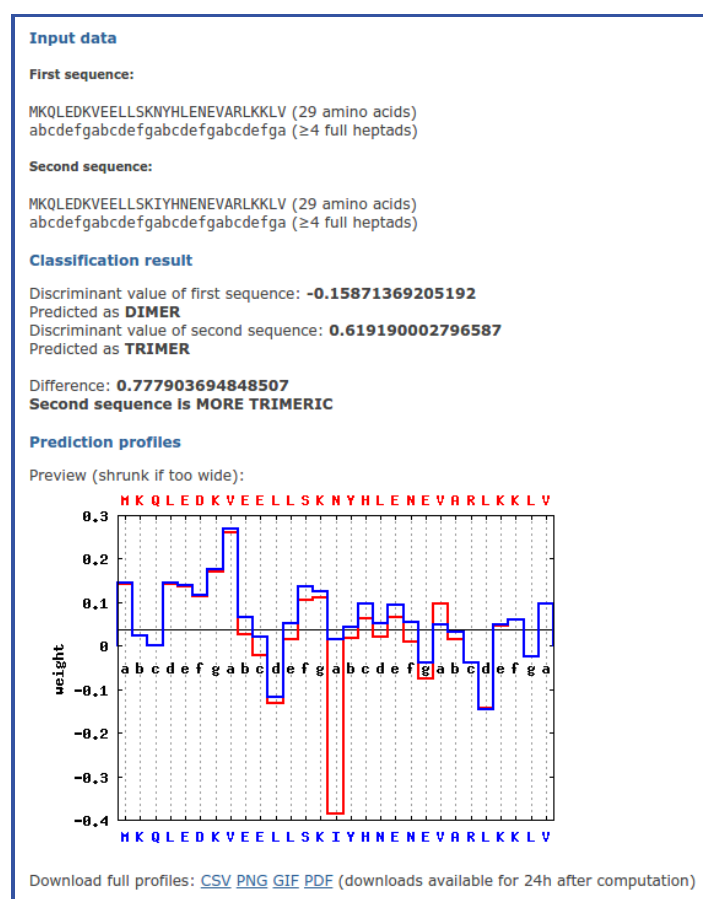 Input data
First sequence:
MKQLEDKVEELLSKNYHLENEVARLKKLV (29 amino acids)
abcdefgabcdefgabcdefgabcdefga (≥4 full heptads)
Second sequence:
MKQLEDKVEELLSKIYHNENEVARLKKLV (29 amino acids)
abcdefgabcdefgabcdefgabcdefga (≥4 full heptads)
Classification result
Discriminant value of first sequence: -0.15871369205192
Predicted as DIMER
Discriminant value of second sequence: 0.619190002796587
Predicted as TRIMER
Difference: 0.777903694848507
Second sequence is MORE TRIMERIC
Prediction profiles
Preview (shrunk if too wide):
M K Q L E D K V E E L L S K N Y H L E N E V A R L K K L V
0.3
0.2
0.1
0
a b c d e f g a b c d e f g a b c d e f g a b c d e f g a
weight
-0.1
-0.2
-0.3
-0.4
M K Q L E D K V E E L L S K I Y H N E N E V A R L K K L V
Download full profiles: CSV PNG GIF PDF (downloads available for 24h after computation)